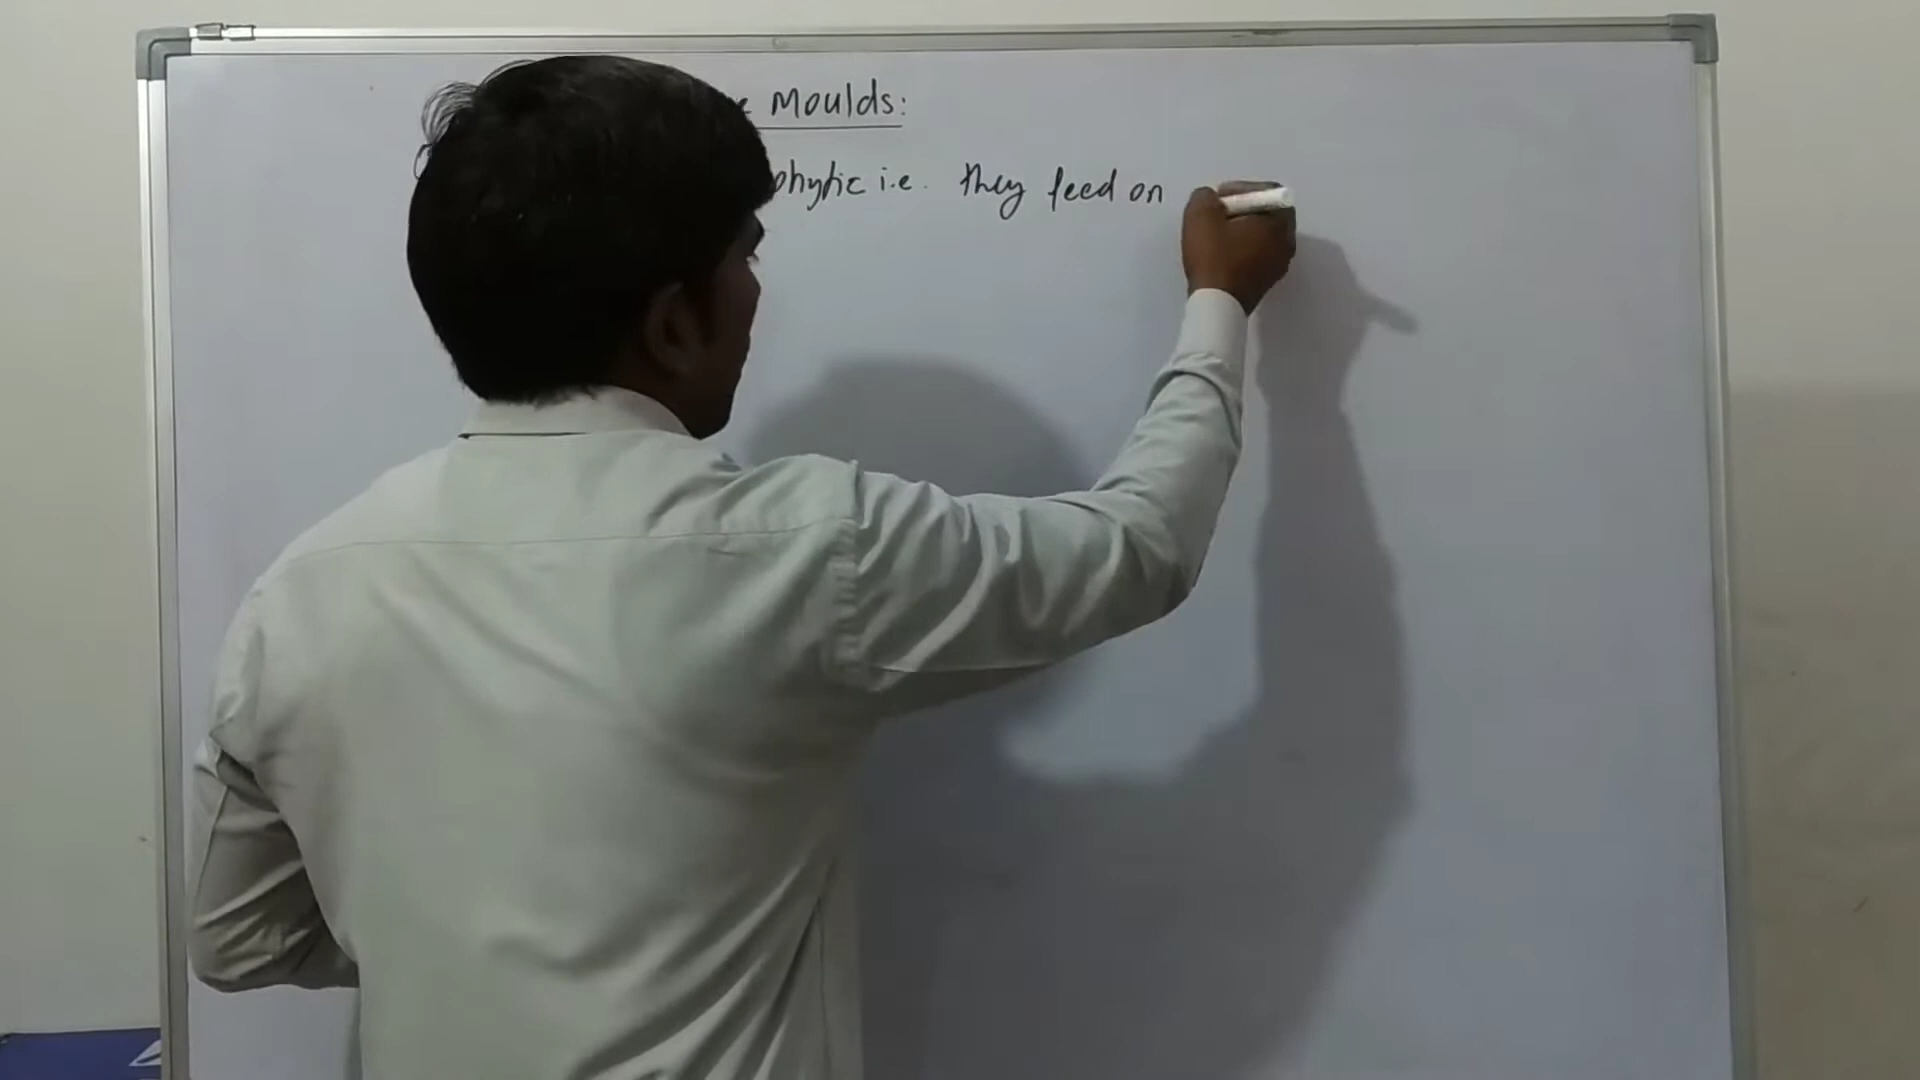 Moulds:
phytic i.e. they feed on